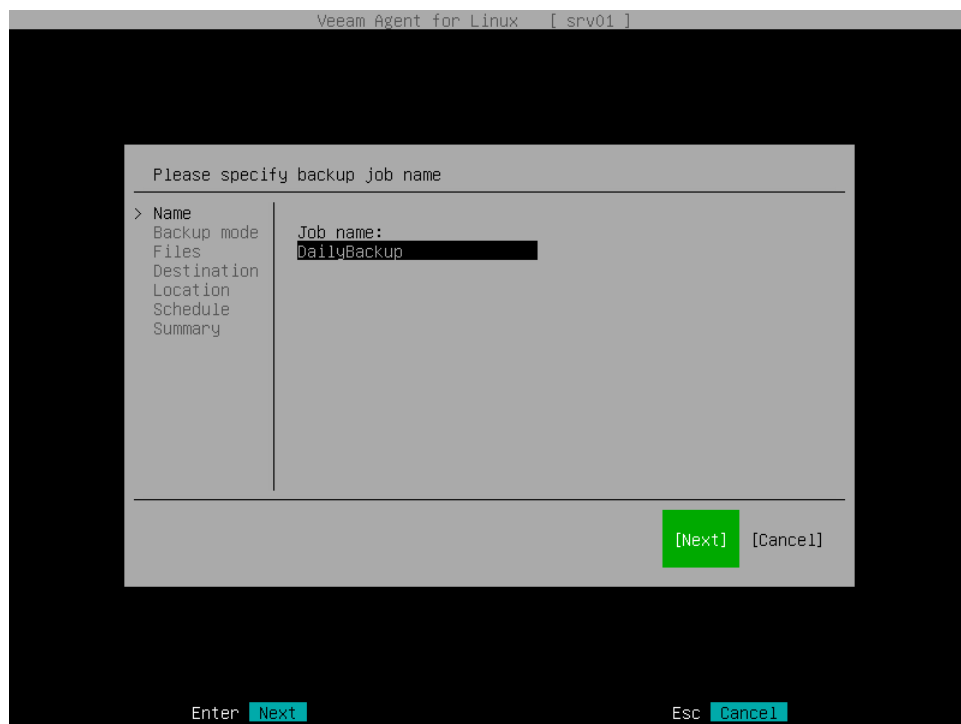 Veeam Agent for Linux [ srv01 ]
Please specify backup job name
> Name
Backup mode
Files
Destination
Location
Schedule
Summary
Job name:
DailyBackup
[Next] [Cancel]
Enter Next Esc Cancel